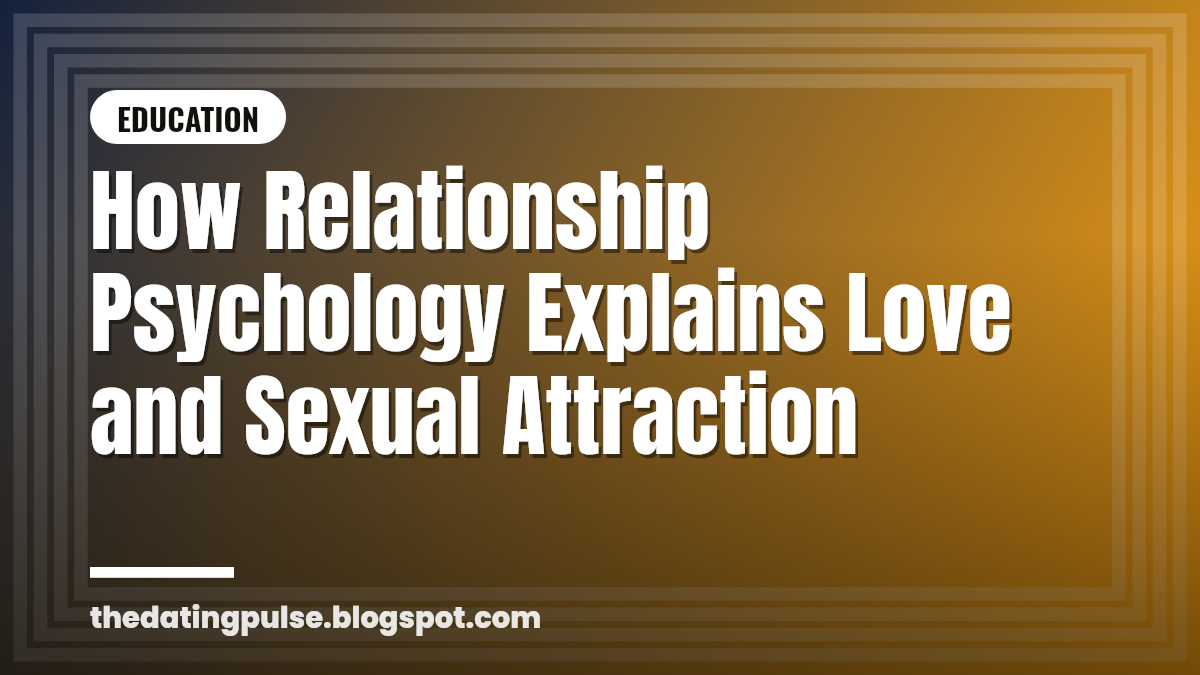 EDUCATION
How Relationship
Psychology Explains Love
and Sexual Attraction
thedatingpulse.blogspot.com